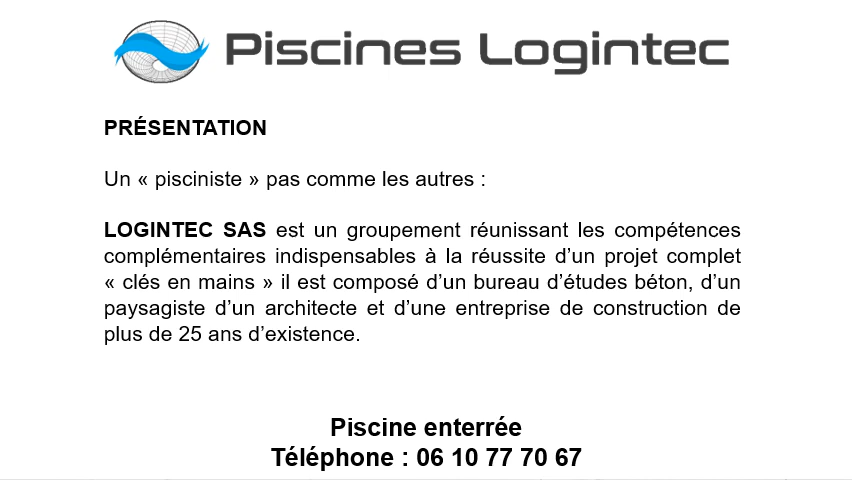 Piscines Logintec
PRÉSENTATION
Un « pisciniste » pas comme les autres :
LOGINTEC SAS est un groupement réunissant les compétences
complémentaires indispensables à la réussite d’un projet complet
« clés en mains » il est composé d’un bureau d’études béton, d’un
paysagiste d’un architecte et d’une entreprise de construction de
plus de 25 ans d’existence.
Piscine enterrée
Téléphone : 06 10 77 70 67